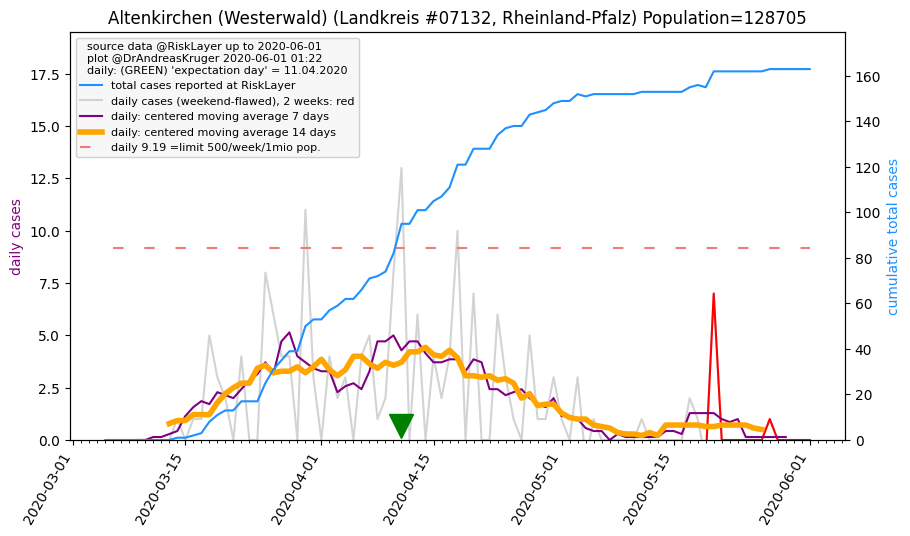 Altenkirchen (Westerwald) (Landkreis #07132, Rheinland-Pfalz) Population=128705
source data @RiskLayer up to 2020-06-01
plot @DrAndreasKruger 2020-06-01 01:22
daily: (GREEN) 'expectation day' = 11.04.2020
total cases reported at RiskLayer
daily cases (weekend-flawed), 2 weeks: red
daily: centered moving average 7 days
daily: centered moving average 14 days
daily 9.19 =limit 500/week/1mio pop.
daily cases
17.5
15.0
12.5
10.0
7.5
5.0
2.5
0.0
cumulative total cases
160
140
120
100
80
60
40
20
0
2020-03-01
2020-03-15
2020-04-01
2020-04-15
2020-05-01
2020-05-15
2020-06-01